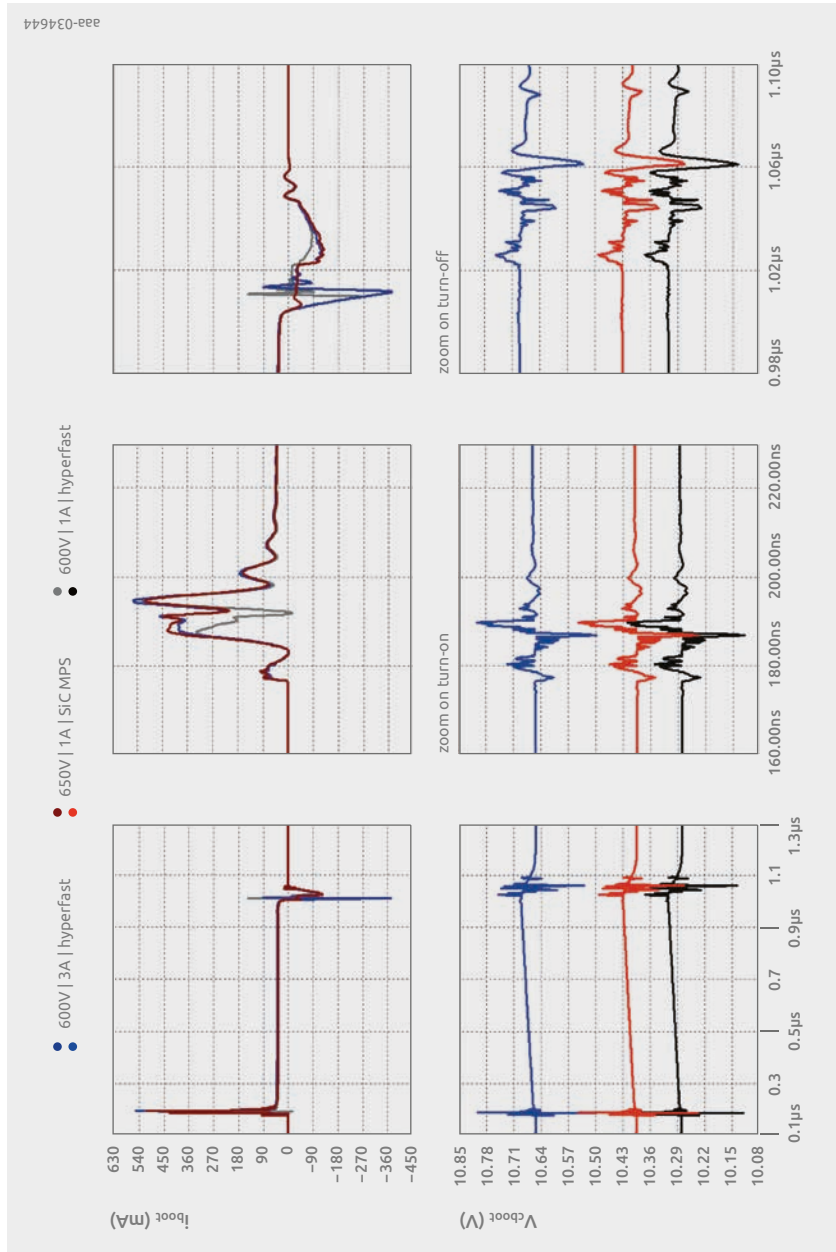 aaa-034644
600V | 3A | hyperfast
650V | 1A | SiC MPS
600V | 1A | hyperfast
i boot (mA)
630
540
450
360
270
180
90
0
−90
−180
−270
−360
−450
V cboot (V)
10.85
10.78
10.71
10.64
10.57
10.50
10.43
10.36
10.29
10.22
10.15
10.08
0.1µs
0.3
0.5µs
0.7
0.9µs
1.1
1.3µs
zoom on turn-on
160.00ns
180.00ns
200.00ns
220.00ns
zoom on turn-off
0.98µs
1.02µs
1.06µs
1.10µs